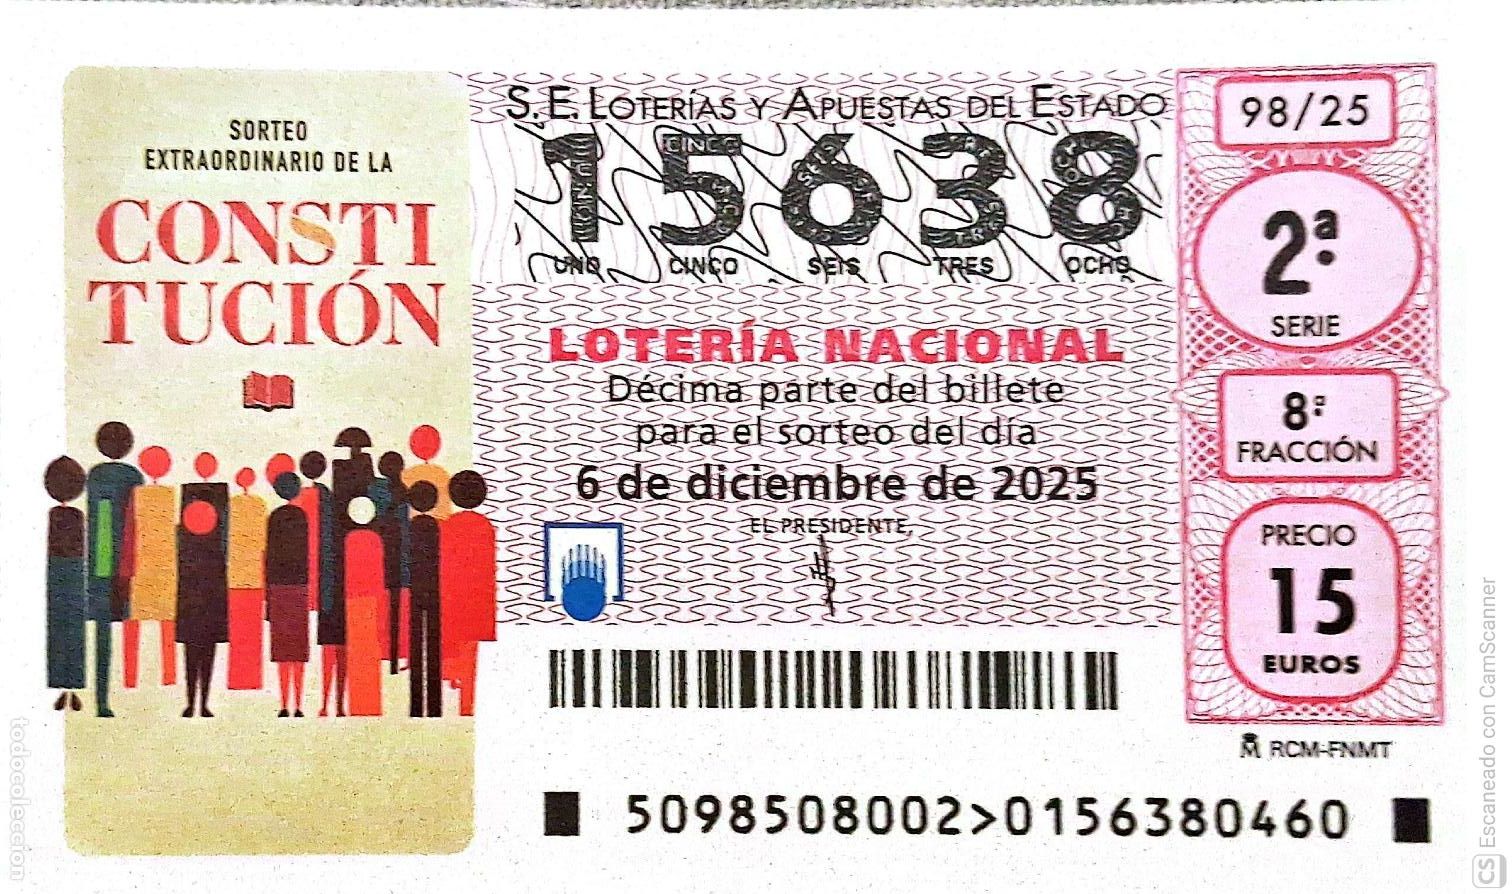 SORTEO
EXTRAORDINARIO DE LA
CONSTI
TUCIÓN
S.E. LOTERÍAS Y APUESTAS DEL ESTADO
15638
UNO CINCO SEIS TRES OCHO
LOTERÍA NACIONAL
Décima parte del billete
para el sorteo del día
6 de diciembre de 2025
EL PRESIDENTE,
98/25
2ª
SERIE
8ª
FRACCIÓN
PRECIO
15
EUROS
RCM-FNMT
5098508002>0156380460
todocoleccion
CS Escaneado con CamScanner